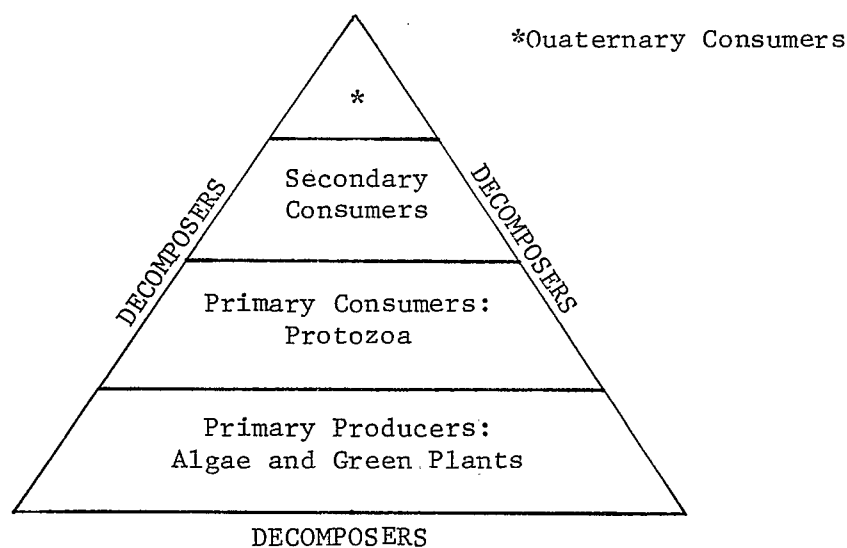 *Ouaternary Consumers
*
Secondary
Consumers
DECOMPOSERS
DECOMPOSERS
Primary Consumers:
Protozoa
Primary Producers:
Algae and Green Plants
DECOMPOSERS